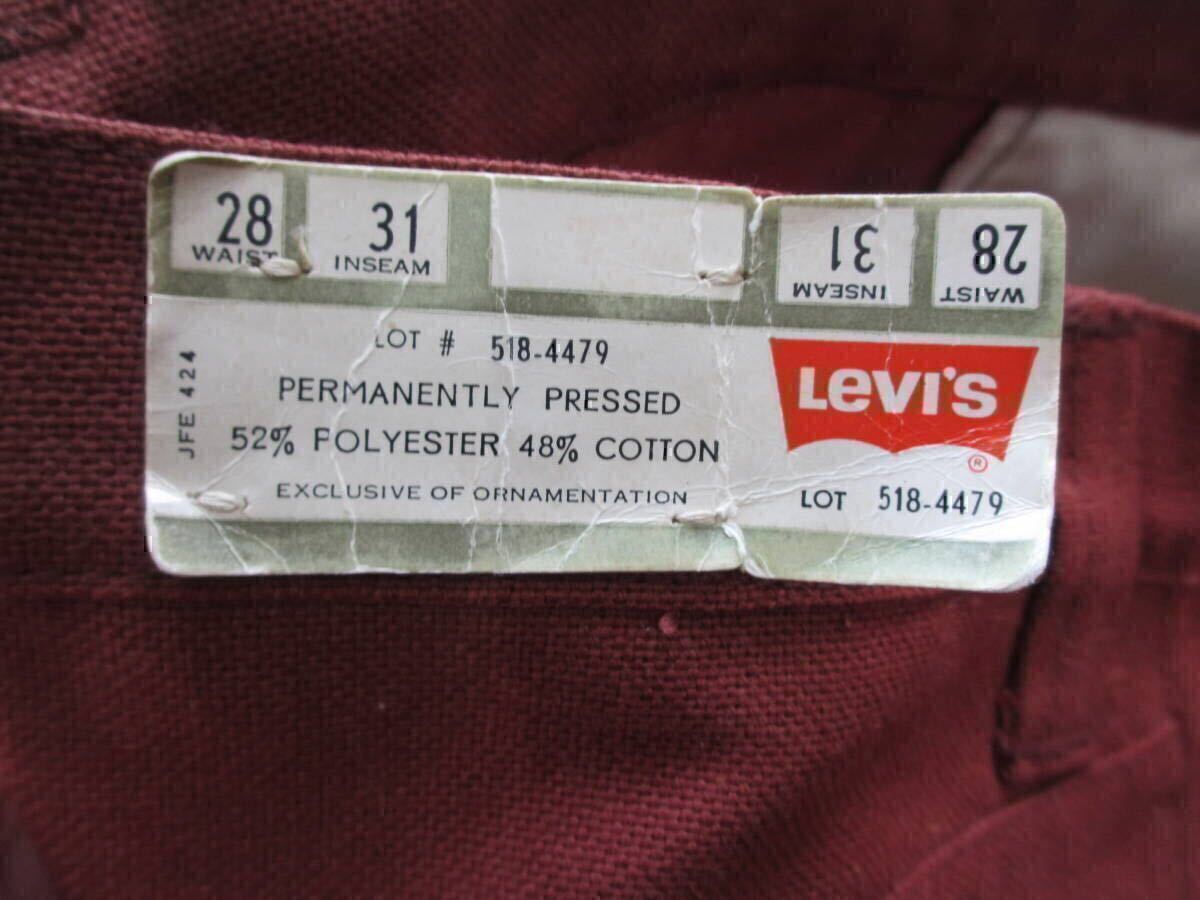 28 WAIST
31 INSEAM
31 INSEAM
28 WAIST
JFE 424
LOT # 518-4479
PERMANENTLY PRESSED
52% POLYESTER 48% COTTON
EXCLUSIVE OF ORNAMENTATION
LEVI'S
®
LOT 518-4479